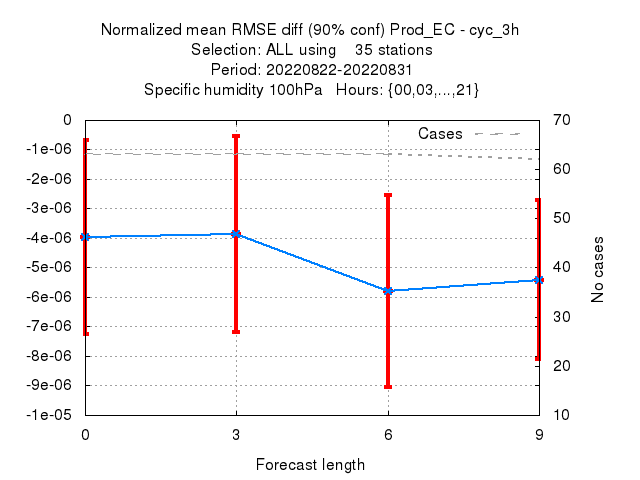 Normalized mean RMSE diff (90% conf) Prod_EC - cyc_3h
Selection: ALL using    35 stations
Period: 20220822-20220831
Specific humidity 100hPa   Hours: {00,03,...,21}
Cases
0
-1e-06
-2e-06
-3e-06
-4e-06
-5e-06
-6e-06
-7e-06
-8e-06
-9e-06
-1e-05
70
60
50
40
30
20
10
No cases
0 3 6 9
Forecast length